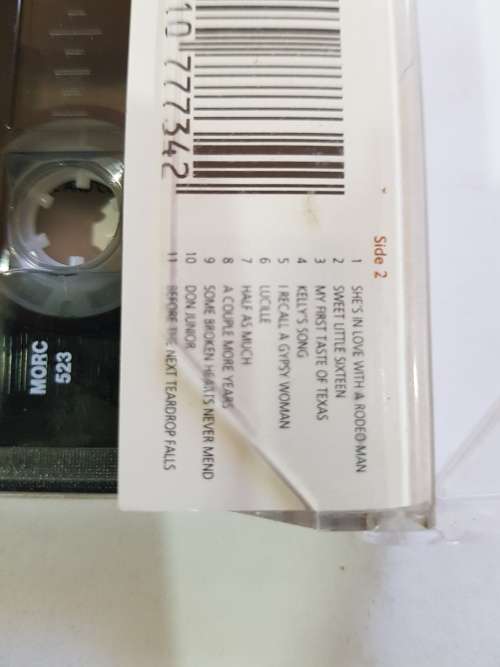 10 777342
Side 2
1 SHE'S IN LOVE WITH A RODEO MAN
2 SWEET LITTLE SIXTEEN
3 MY FIRST TASTE OF TEXAS
4 KELLY'S SONG
5 I RECALL A GYPSY WOMAN
6 LUCILLE
7 HALF AS MUCH
8 A COUPLE MORE YEARS
9 SOME BROKEN HEARTS NEVER MEND
10 DON JUNIOR
11 BEFORE THE NEXT TEARDROP FALLS
MORC
523